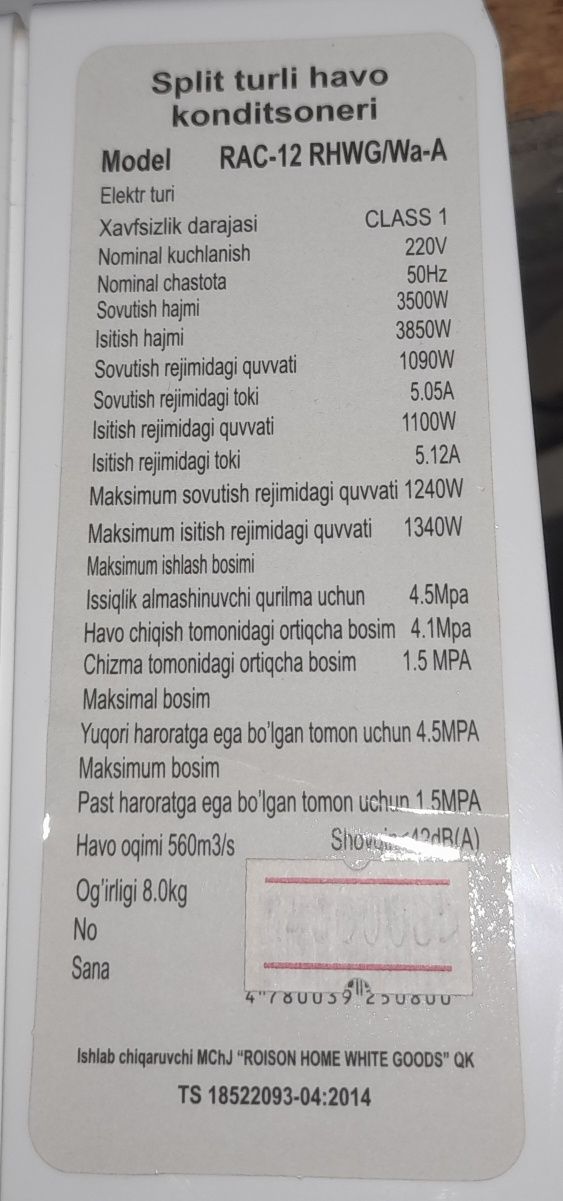 Split turli havo
konditsoneri
Model RAC-12 RHWG/Wa-A
Elektr turi
Xavfsizlik darajasi CLASS 1
Nominal kuchlanish 220V
Nominal chastota 50Hz
Sovutish hajmi 3500W
Isitish hajmi 3850W
Sovutish rejimidagi quvvati 1090W
Sovutish rejimidagi toki 5.05A
Isitish rejimidagi quvvati 1100W
Isitish rejimidagi toki 5.12A
Maksimum sovutish rejimidagi quvvati 1240W
Maksimum isitish rejimidagi quvvati 1340W
Maksimum ishlash bosimi
Issiqlik almashinuvchi qurilma uchun 4.5Mpa
Havo chiqish tomonidagi ortiqcha bosim 4.1Mpa
Chizma tomonidagi ortiqcha bosim 1.5 MPA
Maksimal bosim
Yuqori haroratga ega bo'lgan tomon uchun 4.5MPA
Maksimum bosim
Past haroratga ega bo'lgan tomon uchun 1.5MPA
Havo oqimi 560m3/s
Og'irligi 8.0kg
No
Sana
4 780039 250800
Ishlab chiqaruvchi MChJ "ROISON HOME WHITE GOODS" QK
TS 18522093-04:2014